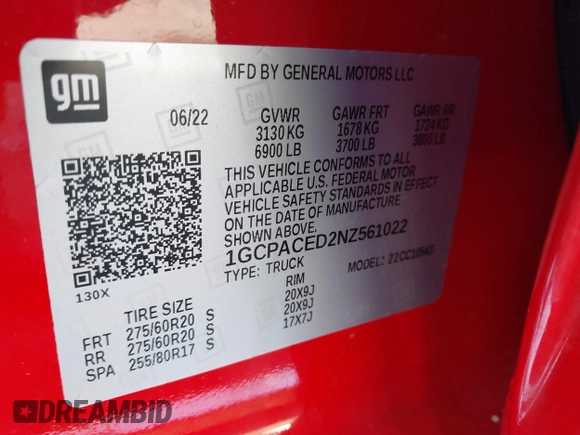 gm
MFD BY GENERAL MOTORS LLC
06/22 GVWR GAWR FRT GAWR RR
3130 KG 1678 KG 1724 KG
6900 LB 3700 LB 3800 LB
THIS VEHICLE CONFORMS TO ALL
APPLICABLE U.S. FEDERAL MOTOR
VEHICLE SAFETY STANDARDS IN EFFECT
ON THE DATE OF MANUFACTURE
SHOWN ABOVE.
1GCPACED2NZ561022
TYPE: TRUCK MODEL: 22CC10543
130X
TIRE SIZE RIM
FRT 275/60R20 S 20X9J
RR 275/60R20 S 20X9J
SPA 255/80R17 S 17X7J
DREAMBID